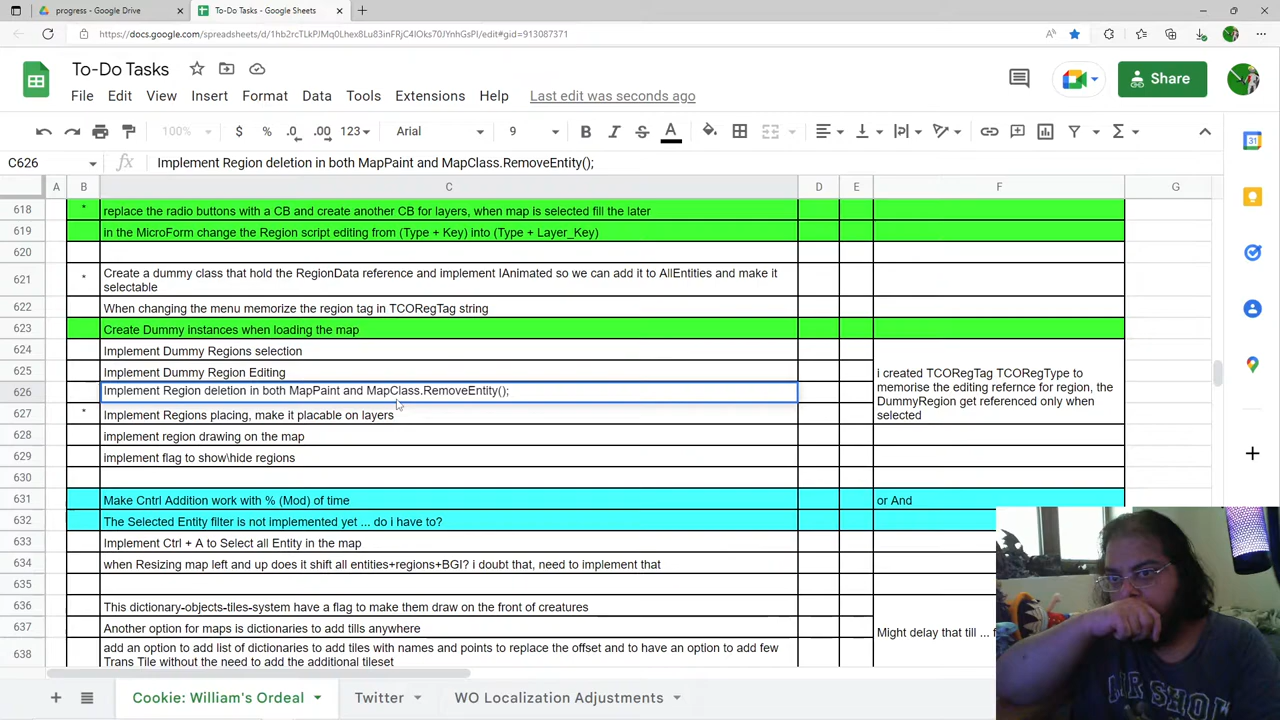 progress - Google Drive
To-Do Tasks - Google Sheets
https://docs.google.com/spreadsheets/d/1hb2rcTLkPJMq0Lhex8Lu83inFRjC4IOks70JYnhGsPI/edit#gid=913087371
To-Do Tasks
File Edit View Insert Format Data Tools Extensions Help Last edit was seconds ago
Share
100% $ % .0 .00 123 Arial 9 B I S A
C626 fx Implement Region deletion in both MapPaint and MapClass.RemoveEntity();
A B C D E F G
618 * replace the radio buttons with a CB and create another CB for layers, when map is selected fill the later
619 in the MicroForm change the Region script editing from (Type + Key) into (Type + Layer_Key)
620
621 * Create a dummy class that hold the RegionData reference and implement IAnimated so we can add it to AllEntities and make it
selectable
622 When changing the menu memorize the region tag in TCORegTag string
623 Create Dummy instances when loading the map
624 Implement Dummy Regions selection
625 Implement Dummy Region Editing
626 Implement Region deletion in both MapPaint and MapClass.RemoveEntity();
i created TCORegTag TCORegType to
memorise the editing refernce for region, the
DummyRegion get referenced only when
selected
627 * Implement Regions placing, make it placable on layers
628 implement region drawing on the map
629 implement flag to show\hide regions
630
631 Make Cntrl Addition work with % (Mod) of time or And
632 The Selected Entity filter is not implemented yet ... do i have to?
633 Implement Ctrl + A to Select all Entity in the map
634 when Resizing map left and up does it shift all entities+regions+BGI? i doubt that, need to implement that
635
636 This dictionary-objects-tiles-system have a flag to make them draw on the front of creatures
637 Another option for maps is dictionaries to add tills anywhere
Might delay that till ...
638 add an option to add list of dictionaries to add tiles with names and points to replace the offset and to have an option to add few
Trans Tile without the need to add the additional tileset
Cookie: William's Ordeal Twitter WO Localization Adjustments